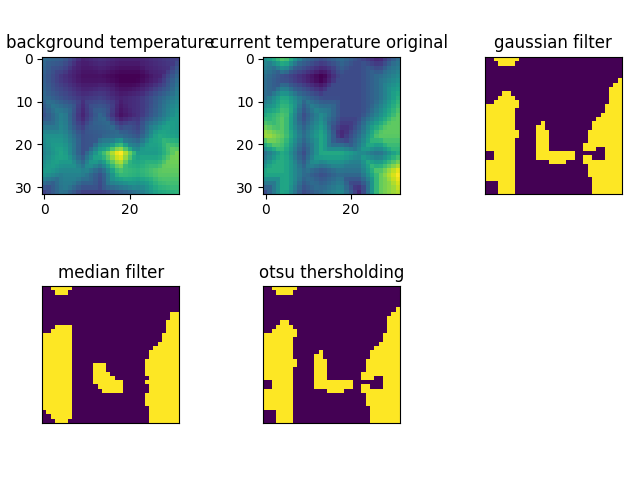 background temperature
current temperature original
gaussian filter
0
10
20
30
0
20
0
10
20
30
0
20
median filter
otsu thersholding